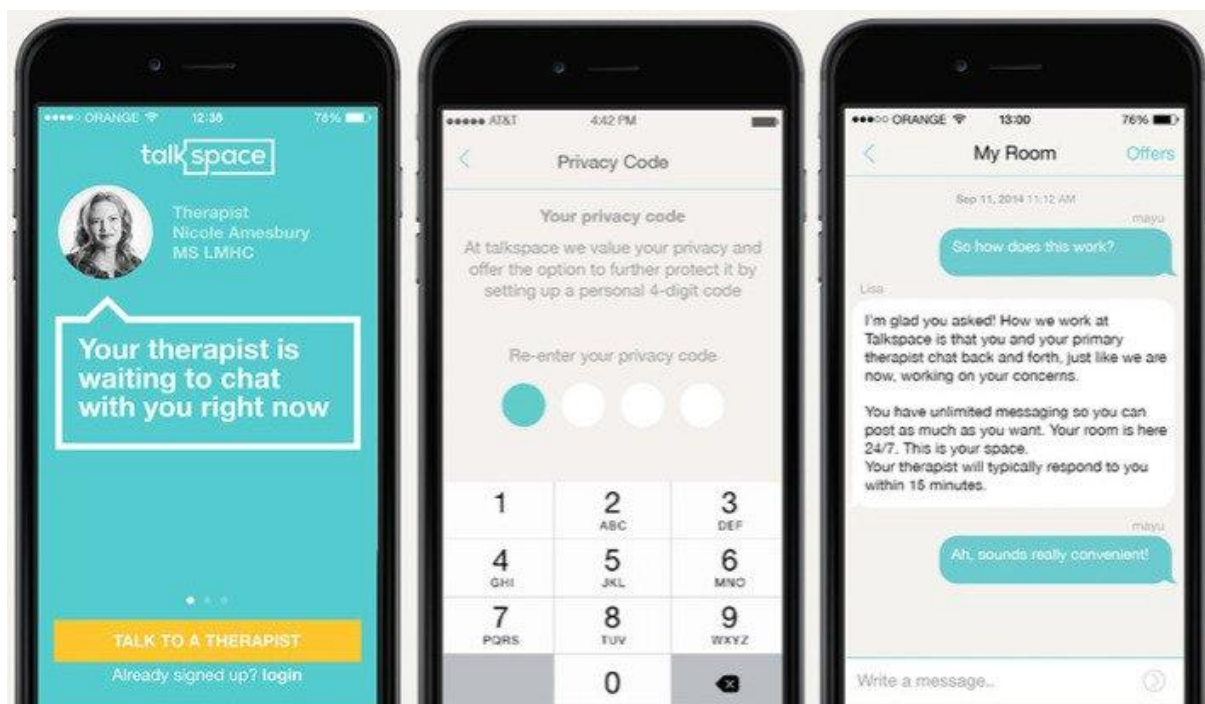 ORANGE 12:36 78%
talkspace
Therapist
Nicole Amesbury
MS LMHC
Your therapist is
waiting to chat
with you right now
TALK TO A THERAPIST
Already signed up? login
AT&T 4:42 PM
Privacy Code
Your privacy code
At talkspace we value your privacy and
offer the option to further protect it by
setting up a personal 4-digit code
Re-enter your privacy code
1 2 3
ABC DEF
4 5 6
GHI JKL MNO
7 8 9
PQRS TUV WXYZ
0
ORANGE 13:00 76%
My Room Offers
Sep 11, 2014 11:12 AM
mayu
So how does this work?
Lisa
I'm glad you asked! How we work at
Talkspace is that you and your primary
therapist chat back and forth, just like we are
now, working on your concerns.
You have unlimited messaging so you can
post as much as you want. Your room is here
24/7. This is your space.
Your therapist will typically respond to you
within 15 minutes.
mayu
Ah, sounds really convenient!
Write a message..